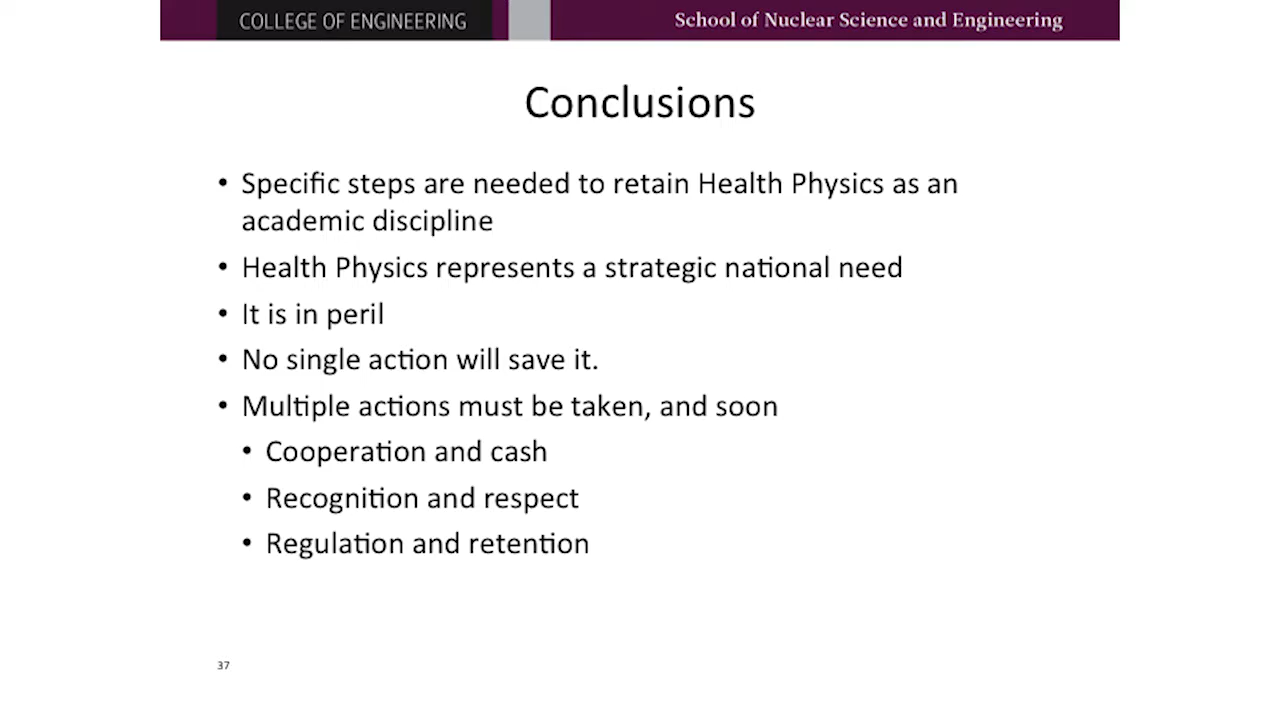 COLLEGE OF ENGINEERING
School of Nuclear Science and Engineering
Conclusions
• Specific steps are needed to retain Health Physics as an
academic discipline
• Health Physics represents a strategic national need
• It is in peril
• No single action will save it.
• Multiple actions must be taken, and soon
• Cooperation and cash
• Recognition and respect
• Regulation and retention
37